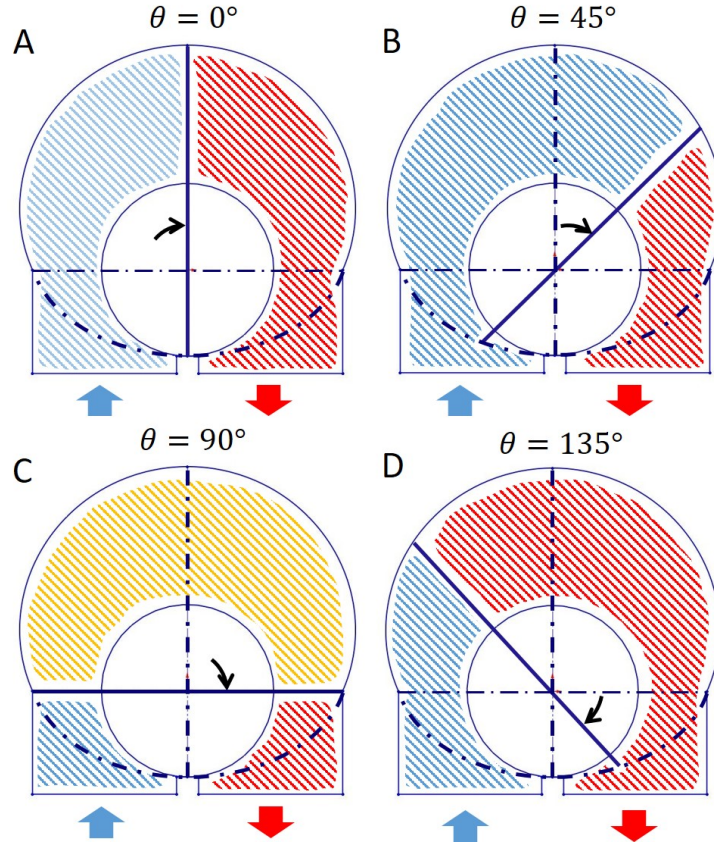 A
θ = 0°
B
θ = 45°
C
θ = 90°
D
θ = 135°